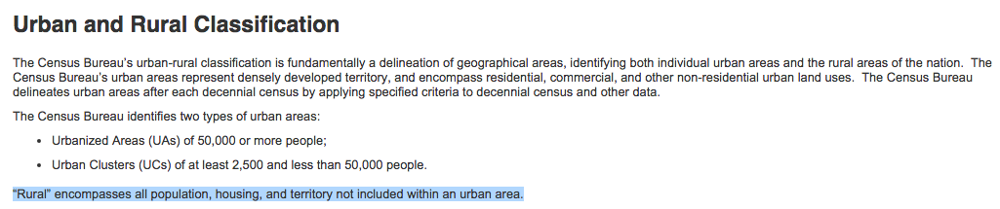 Urban and Rural Classification
The Census Bureau's urban-rural classification is fundamentally a delineation of geographical areas, identifying both individual urban areas and the rural areas of the nation.  The
Census Bureau's urban areas represent densely developed territory, and encompass residential, commercial, and other non-residential urban land uses.  The Census Bureau
delineates urban areas after each decennial census by applying specified criteria to decennial census and other data.
The Census Bureau identifies two types of urban areas:
• Urbanized Areas (UAs) of 50,000 or more people;
• Urban Clusters (UCs) of at least 2,500 and less than 50,000 people.
“Rural” encompasses all population, housing, and territory not included within an urban area.